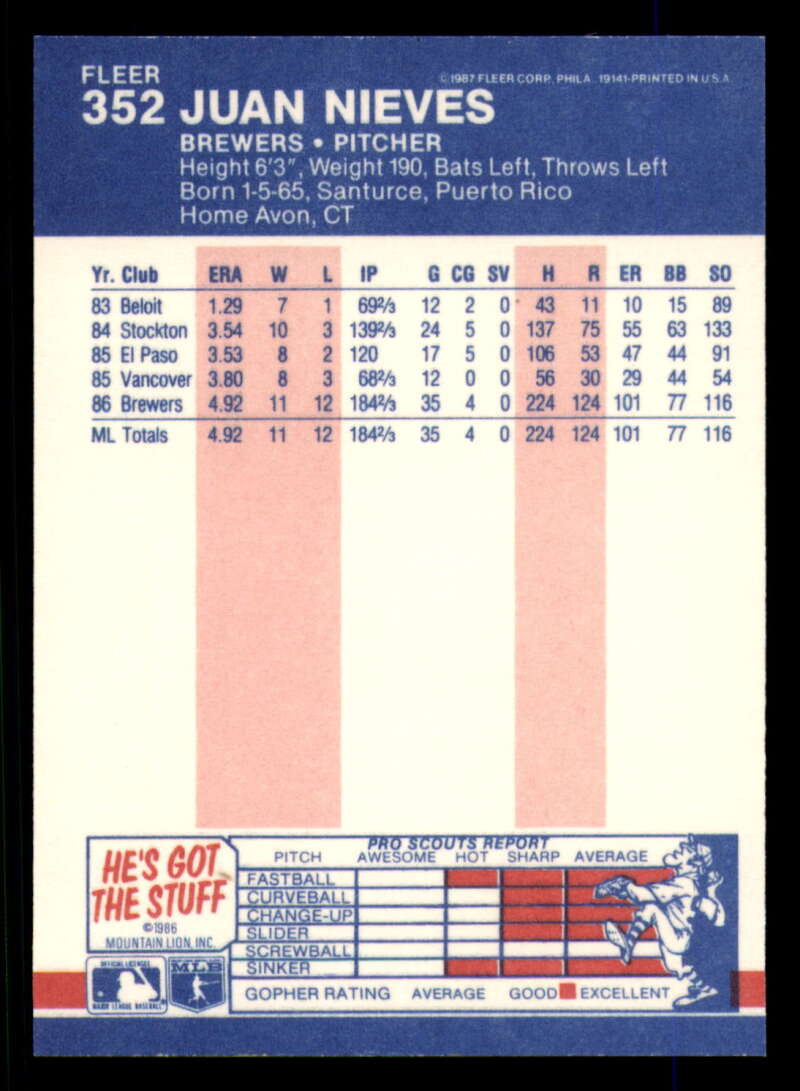 FLEER
© 1987 FLEER CORP. PHILA. 19141-PRINTED IN U.S.A.
352 JUAN NIEVES
BREWERS • PITCHER
Height 6'3", Weight 190, Bats Left, Throws Left
Born 1-5-65, Santurce, Puerto Rico
Home Avon, CT
Yr. Club ERA W L IP G CG SV H R ER BB SO
83 Beloit 1.29 7 1 69⅔ 12 2 0 43 11 10 15 89
84 Stockton 3.54 10 3 139⅔ 24 5 0 137 75 55 63 133
85 El Paso 3.53 8 2 120 17 5 0 106 53 47 44 91
85 Vancover 3.80 8 3 68⅔ 12 0 0 56 30 29 44 54
86 Brewers 4.92 11 12 184⅔ 35 4 0 224 124 101 77 116
ML Totals 4.92 11 12 184⅔ 35 4 0 224 124 101 77 116
HE'S GOT
THE STUFF
©1986
MOUNTAIN LION, INC.
PRO SCOUTS REPORT
PITCH AWESOME HOT SHARP AVERAGE
FASTBALL
CURVEBALL
CHANGE-UP
SLIDER
SCREWBALL
SINKER
GOPHER RATING AVERAGE GOOD EXCELLENT
OFFICIAL LICENSEE
MAJOR LEAGUE BASEBALL
MLB